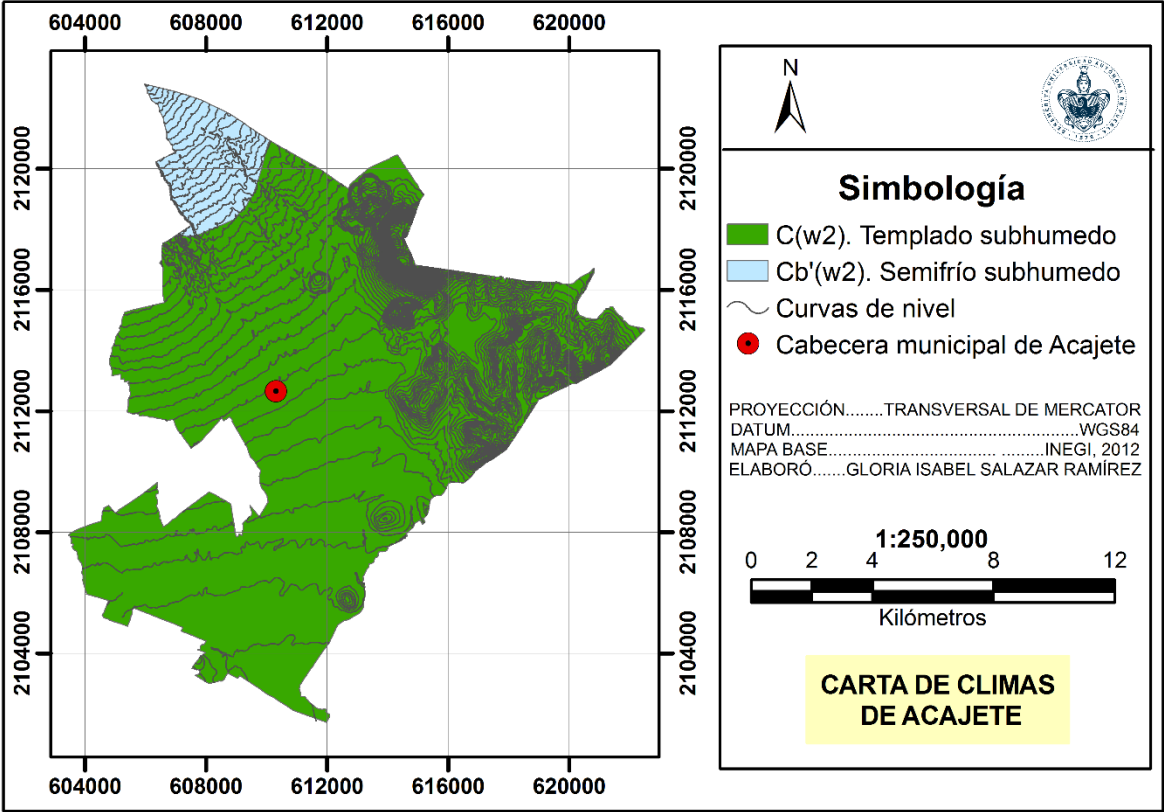 604000 608000 612000 616000 620000
2120000
2116000
2112000
2108000
2104000
2120000
2116000
2112000
2108000
2104000
604000 608000 612000 616000 620000
N
Simbología
C(w2). Templado subhumedo
Cb'(w2). Semifrío subhumedo
Curvas de nivel
Cabecera municipal de Acajete
PROYECCIÓN........TRANSVERSAL DE MERCATOR
DATUM......................................................WGS84
MAPA BASE............................... ........INEGI, 2012
ELABORÓ......GLORIA ISABEL SALAZAR RAMÍREZ
1:250,000
0 2 4 8 12
Kilómetros
CARTA DE CLIMAS
DE ACAJETE